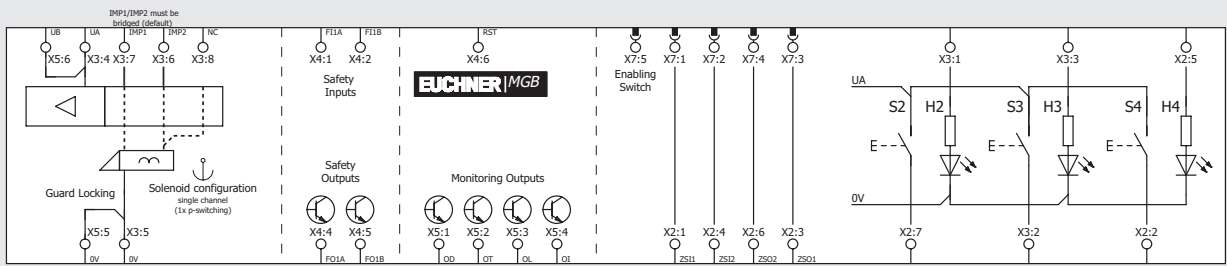 IMP1/IMP2 must be
bridged (default)
UB UA IMP1 IMP2 NC FI1A FI1B RST
X5:6 X3:4 X3:7 X3:6 X3:8 X4:1 X4:2 X4:6 X7:5 X7:1 X7:2 X7:4 X7:3 X3:1 X3:3 X2:5
Safety
Inputs
EUCHNER MGB
Enabling
Switch
UA
S2 H2 S3 H3 S4 H4
E E E
Safety
Outputs
Monitoring Outputs
Guard Locking
Solenoid configuration
single channel
(1x p-switching)
0V
X5:5 X3:5 X4:4 X4:5 X5:1 X5:2 X5:3 X5:4 X2:1 X2:4 X2:6 X2:3 X2:7 X3:2 X2:2
0V 0V FO1A FO1B OD OT OL OI ZSI1 ZSI2 ZSO2 ZSO1